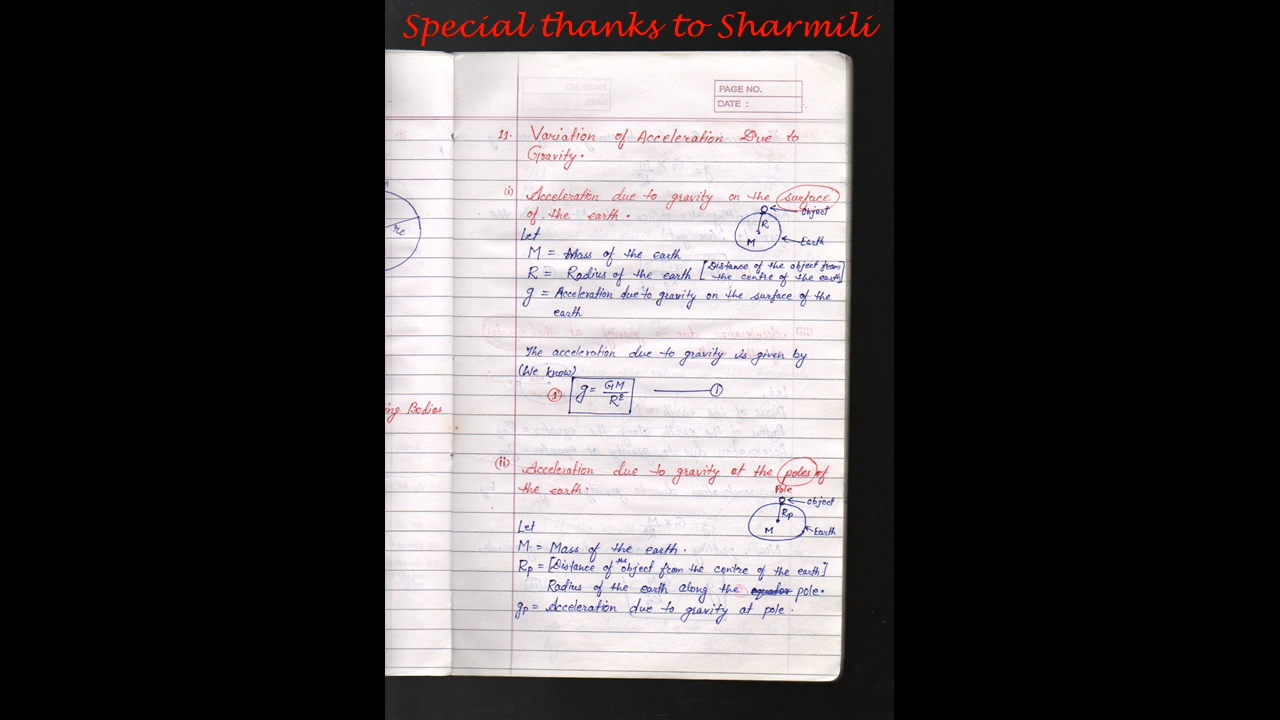 Special thanks to Sharmili
PAGE NO.
DATE :
11. Variation of Acceleration Due to
Gravity.
(i) Acceleration due to gravity on the surface
of the earth.
Object
R
M
Earth
re
Let
M = Mass of the earth
R = Radius of the earth [Distance of the object from
the centre of the earth]
g = Acceleration due to gravity on the surface of the
earth
The acceleration due to gravity is given by
(We know)
① g = GM/R² ——— ①
ing Bodies
(ii) Acceleration due to gravity at the poles of
the earth.
Pole
Object
Rp
M
Earth
Let
M = Mass of the earth.
Rp = [Distance of the object from the centre of the earth]
Radius of the earth along the equator pole.
gp = Acceleration due to gravity at pole.